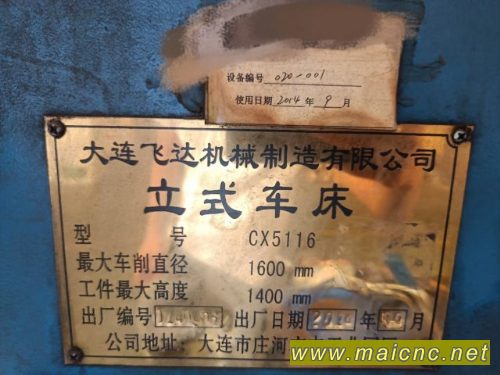 设备编号 020-001
使用日期 2014 年 9 月
大连飞达机械制造有限公司
立式车床
型 号 CX5116
最大车削直径 1600 mm
工件最大高度 1400 mm
出厂编号 出厂日期 年 月
公司地址: 大连市庄河市
www.maicnc.net